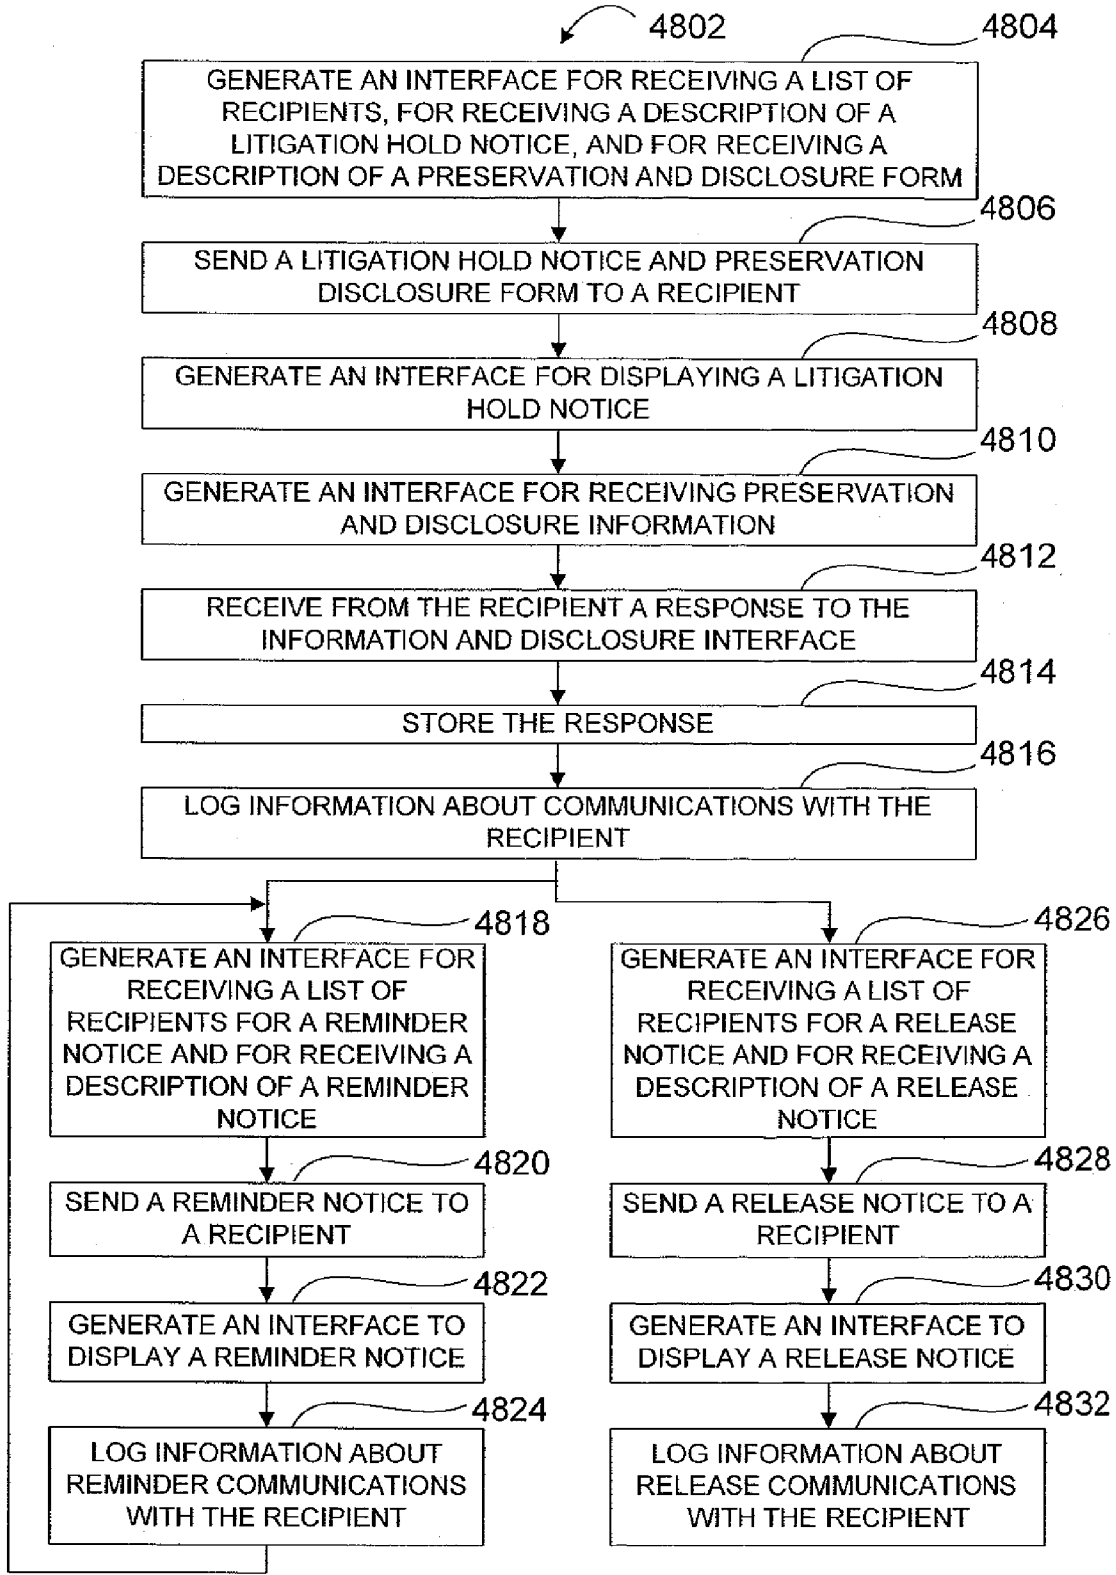 4802
4804
GENERATE AN INTERFACE FOR RECEIVING A LIST OF
RECIPIENTS, FOR RECEIVING A DESCRIPTION OF A
LITIGATION HOLD NOTICE, AND FOR RECEIVING A
DESCRIPTION OF A PRESERVATION AND DISCLOSURE FORM
4806
SEND A LITIGATION HOLD NOTICE AND PRESERVATION
DISCLOSURE FORM TO A RECIPIENT
4808
GENERATE AN INTERFACE FOR DISPLAYING A LITIGATION
HOLD NOTICE
4810
GENERATE AN INTERFACE FOR RECEIVING PRESERVATION
AND DISCLOSURE INFORMATION
4812
RECEIVE FROM THE RECIPIENT A RESPONSE TO THE
INFORMATION AND DISCLOSURE INTERFACE
4814
STORE THE RESPONSE
4816
LOG INFORMATION ABOUT COMMUNICATIONS WITH THE
RECIPIENT
4818
GENERATE AN INTERFACE FOR
RECEIVING A LIST OF
RECIPIENTS FOR A REMINDER
NOTICE AND FOR RECEIVING A
DESCRIPTION OF A REMINDER
NOTICE
4820
SEND A REMINDER NOTICE TO
A RECIPIENT
4822
GENERATE AN INTERFACE TO
DISPLAY A REMINDER NOTICE
4824
LOG INFORMATION ABOUT
REMINDER COMMUNICATIONS
WITH THE RECIPIENT
4826
GENERATE AN INTERFACE FOR
RECEIVING A LIST OF
RECIPIENTS FOR A RELEASE
NOTICE AND FOR RECEIVING A
DESCRIPTION OF A RELEASE
NOTICE
4828
SEND A RELEASE NOTICE TO A
RECIPIENT
4830
GENERATE AN INTERFACE TO
DISPLAY A RELEASE NOTICE
4832
LOG INFORMATION ABOUT
RELEASE COMMUNICATIONS
WITH THE RECIPIENT